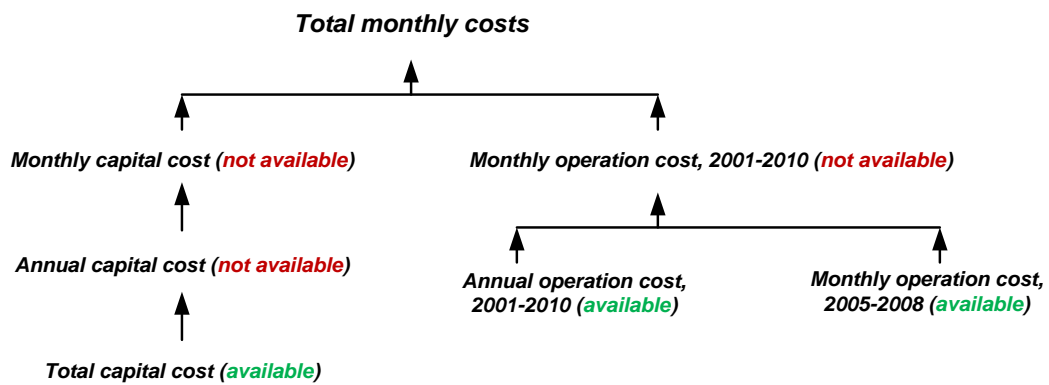 Total monthly costs
Monthly capital cost (not available)
Monthly operation cost, 2001-2010 (not available)
Annual capital cost (not available)
Annual operation cost,
2001-2010 (available)
Monthly operation cost,
2005-2008 (available)
Total capital cost (available)